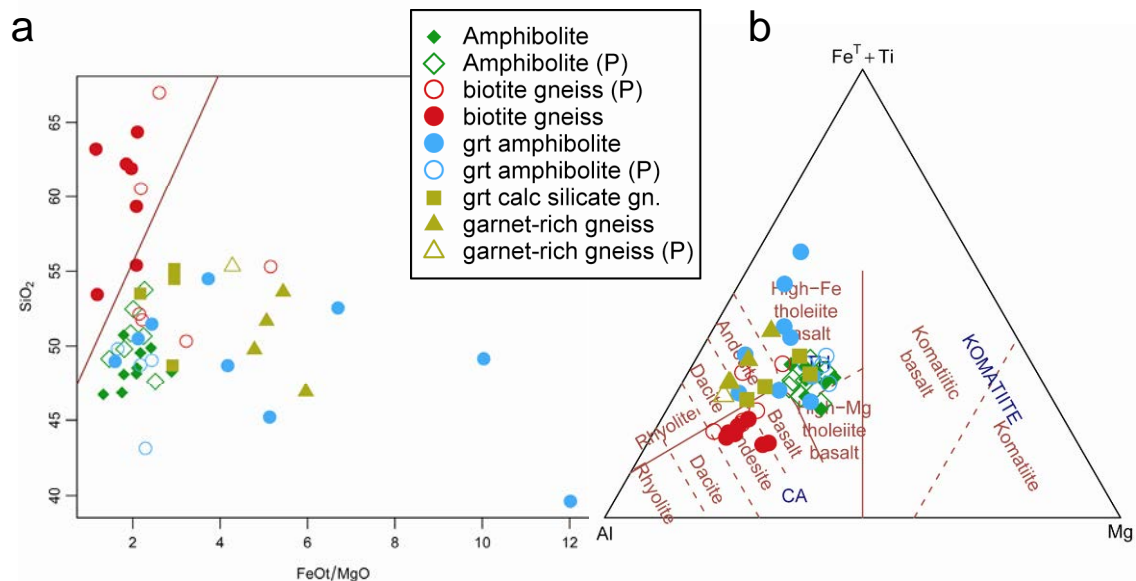 a
b
Amphibolite
Amphibolite (P)
biotite gneiss (P)
biotite gneiss
grt amphibolite
grt amphibolite (P)
grt calc silicate gn.
garnet-rich gneiss
garnet-rich gneiss (P)
SiO₂
65
60
55
50
45
40
2
4
6
8
10
12
FeOt/MgO
Feᵀ+Ti
High−Fe
tholeiite
basalt
Andesite
TH
Dacite
Rhyolite
High−Mg
tholeiite
basalt
Basalt
Andesite
Dacite
Rhyolite
CA
Komatiitic
basalt
KOMATIITE
Komatiite
Al
Mg